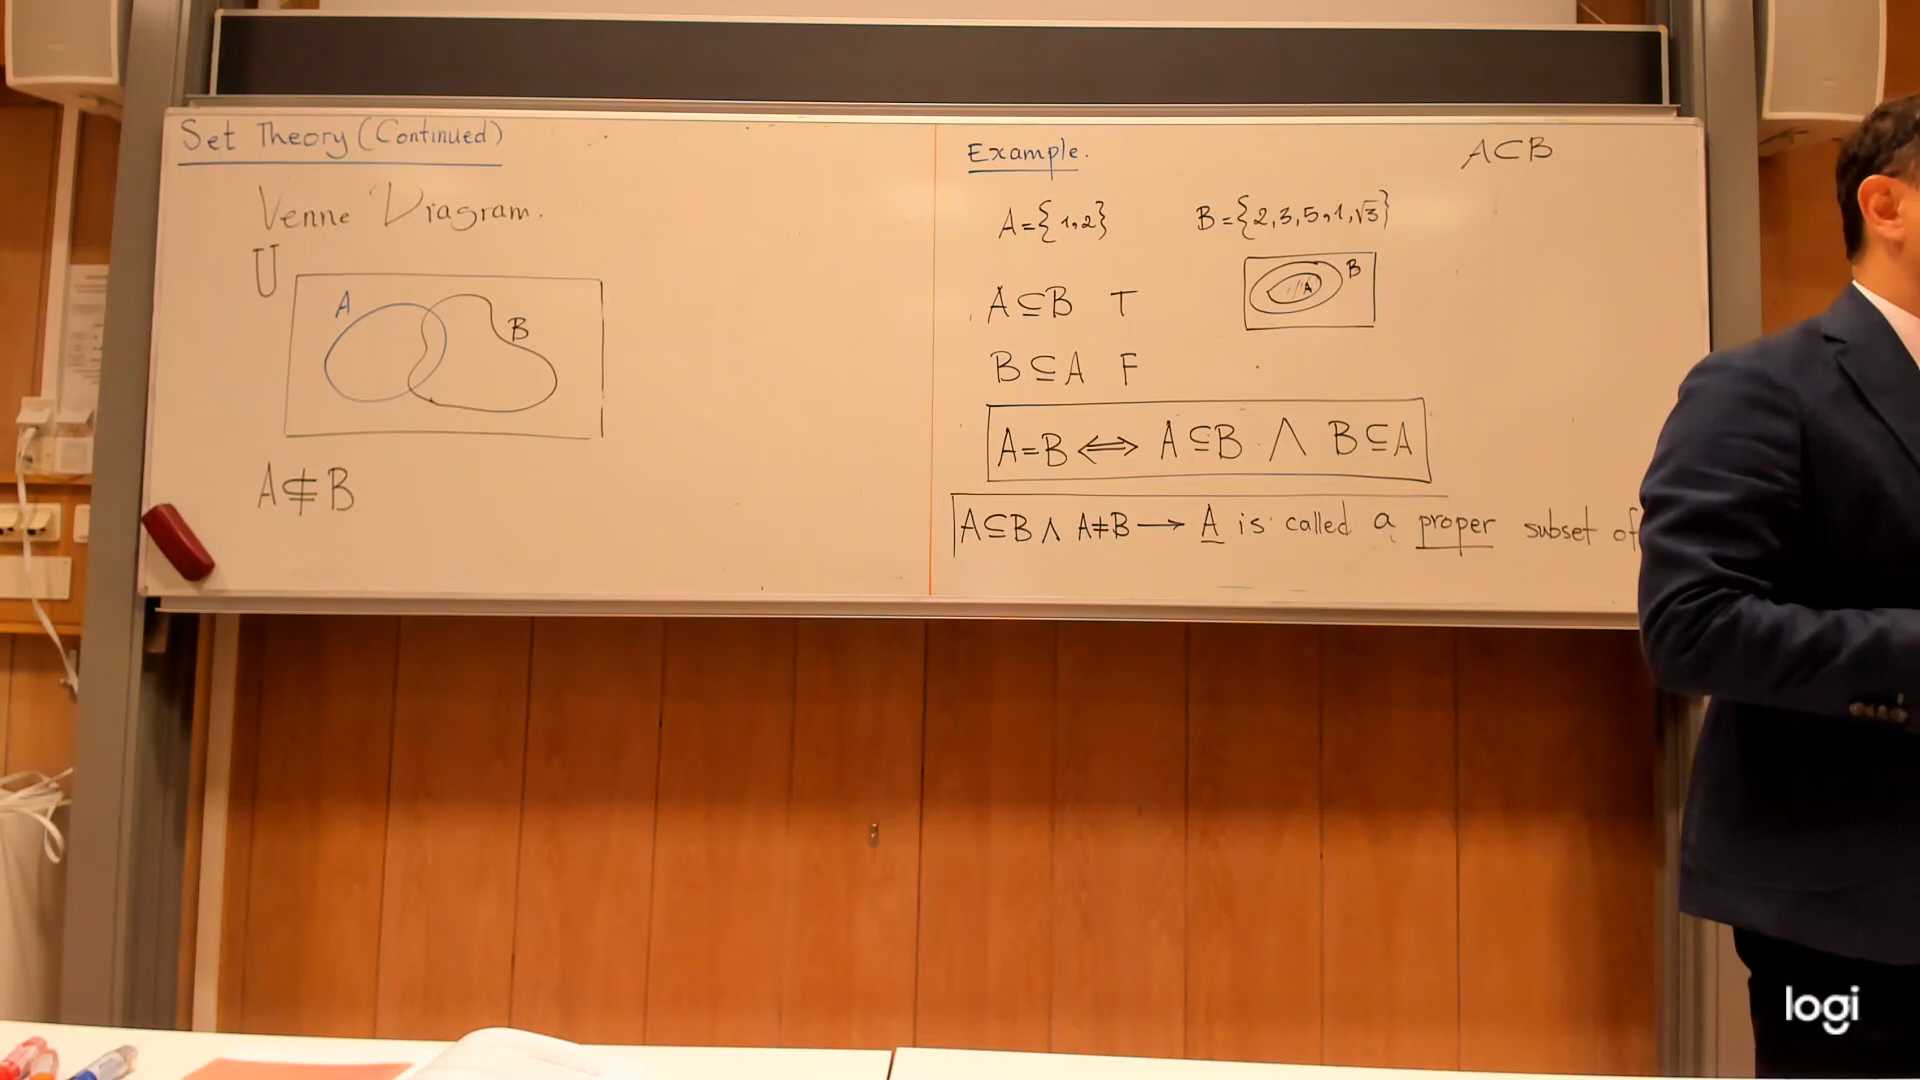 Set Theory (Continued)
Venne Diagram.
U
A
B
A⊈B
Example.
A⊂B
A={1,2}
B={2,3,5,1,√3}
A⊆B T
B
A
B⊆A F
A=B⟺A⊆B ∧ B⊆A
A⊆B ∧ A≠B → A is called a proper subset of
logi